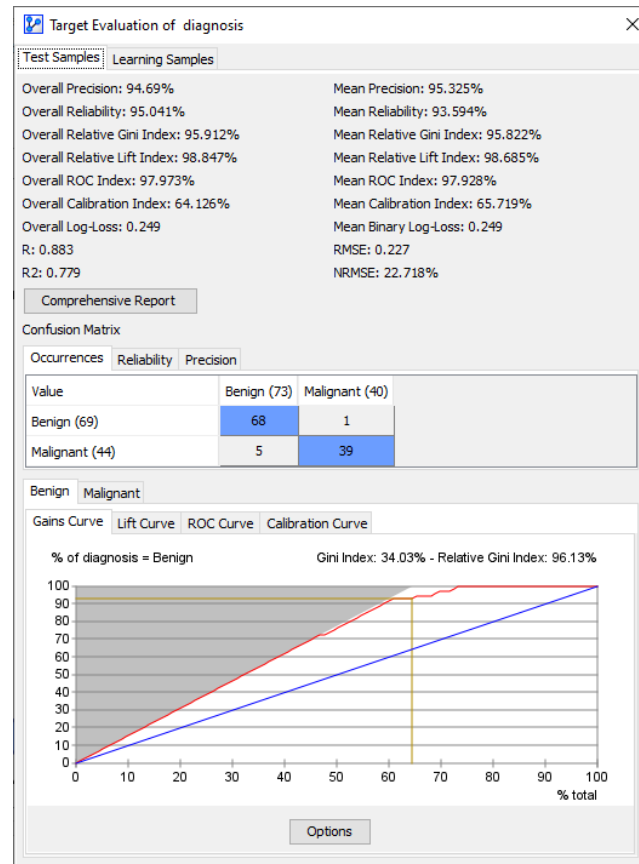 Target Evaluation of diagnosis
Test Samples Learning Samples
Overall Precision: 94.69% Mean Precision: 95.325%
Overall Reliability: 95.041% Mean Reliability: 93.594%
Overall Relative Gini Index: 95.912% Mean Relative Gini Index: 95.822%
Overall Relative Lift Index: 98.847% Mean Relative Lift Index: 98.685%
Overall ROC Index: 97.973% Mean ROC Index: 97.928%
Overall Calibration Index: 64.126% Mean Calibration Index: 65.719%
Overall Log-Loss: 0.249 Mean Binary Log-Loss: 0.249
R: 0.883 RMSE: 0.227
R2: 0.779 NRMSE: 22.718%
Comprehensive Report
Confusion Matrix
Occurrences Reliability Precision
Value Benign (73) Malignant (40)
Benign (69) 68 1
Malignant (44) 5 39
Benign Malignant
Gains Curve Lift Curve ROC Curve Calibration Curve
% of diagnosis = Benign Gini Index: 34.03% - Relative Gini Index: 96.13%
100
90
80
70
60
50
40
30
20
10
0
0 10 20 30 40 50 60 70 80 90 100
% total
Options